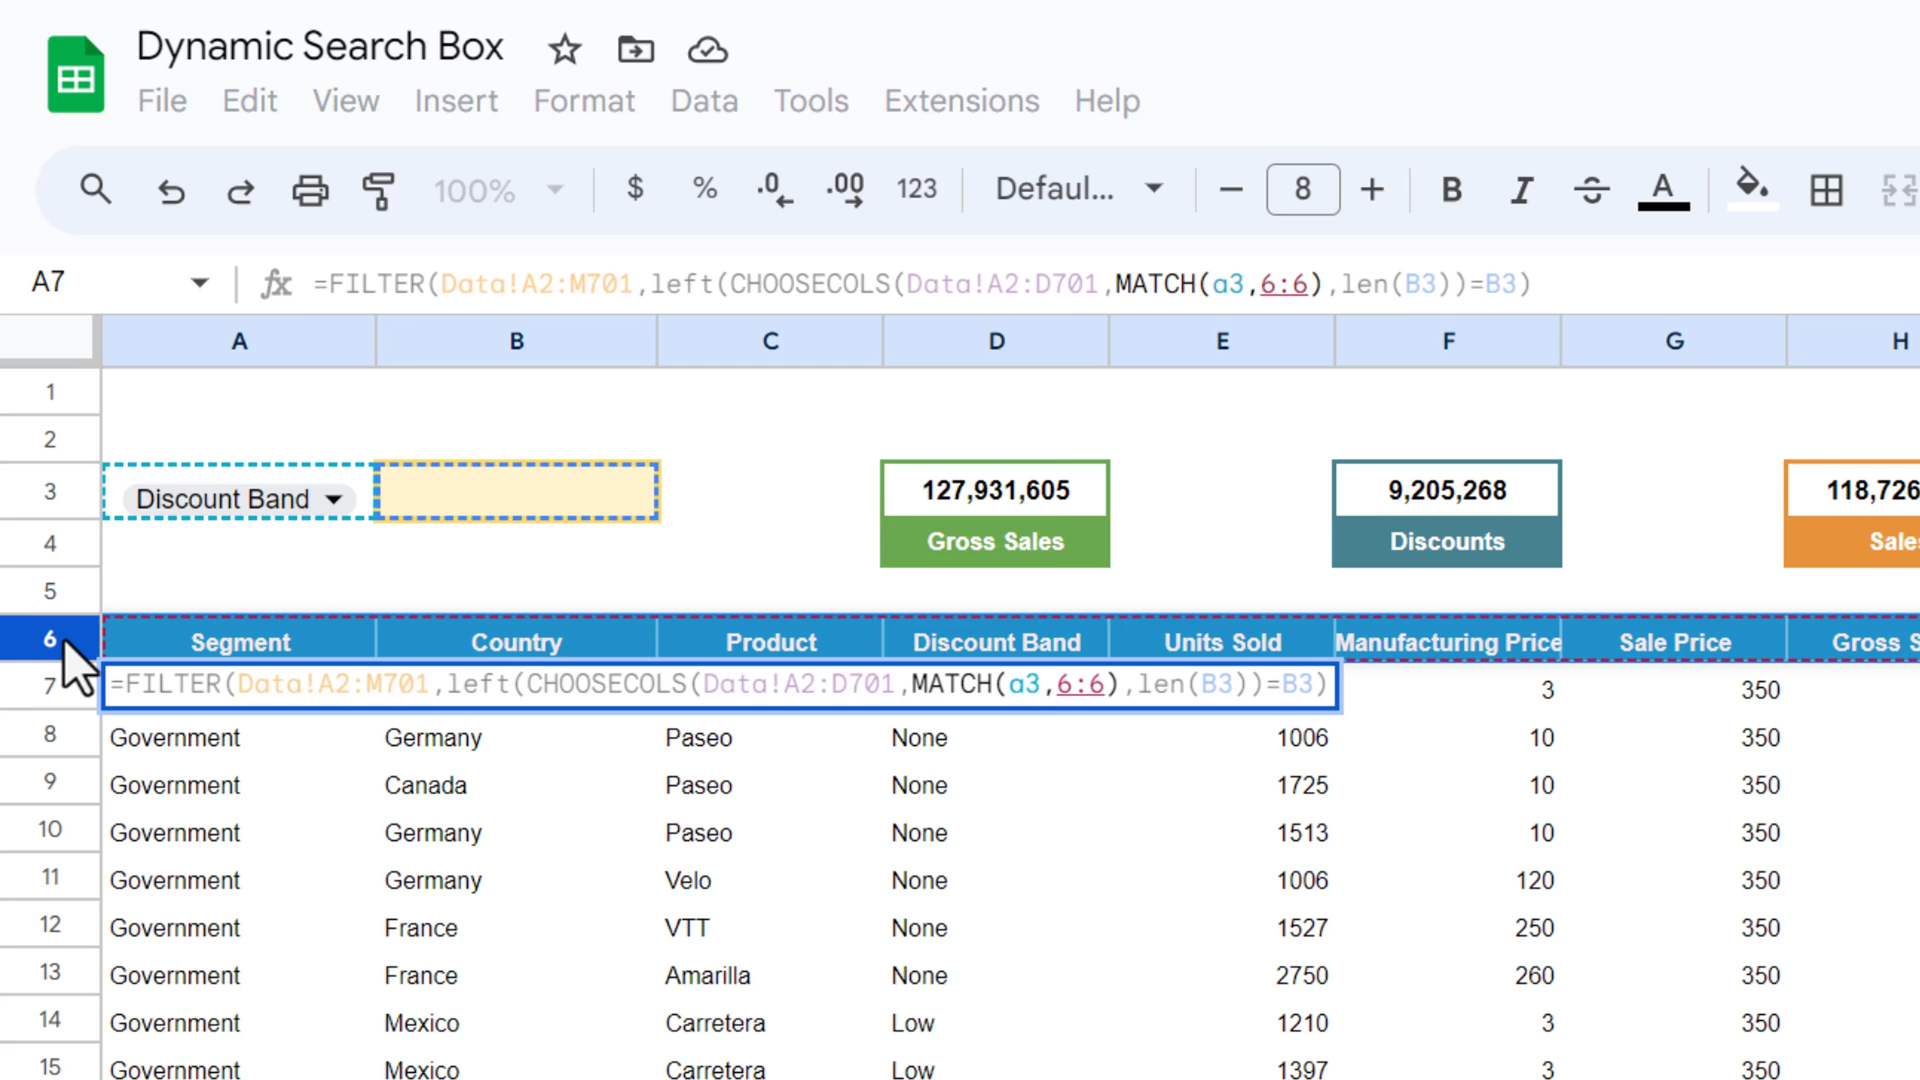 Dynamic Search Box
File Edit View Insert Format Data Tools Extensions Help
100% $ % .0 .00 123 Defaul... 8 B I A
A7 fx =FILTER(Data!A2:M701,left(CHOOSECOLS(Data!A2:D701,MATCH(a3,6:6),len(B3))=B3)
A B C D E F G H
1
2
3 Discount Band 127,931,605 9,205,268 118,726
4 Gross Sales Discounts Sales
5
6 Segment Country Product Discount Band Units Sold Manufacturing Price Sale Price Gross S
7 =FILTER(Data!A2:M701,left(CHOOSECOLS(Data!A2:D701,MATCH(a3,6:6),len(B3))=B3) 3 350
8 Government Germany Paseo None 1006 10 350
9 Government Canada Paseo None 1725 10 350
10 Government Germany Paseo None 1513 10 350
11 Government Germany Velo None 1006 120 350
12 Government France VTT None 1527 250 350
13 Government France Amarilla None 2750 260 350
14 Government Mexico Carretera Low 1210 3 350
15 Government Mexico Carretera Low 1397 3 350